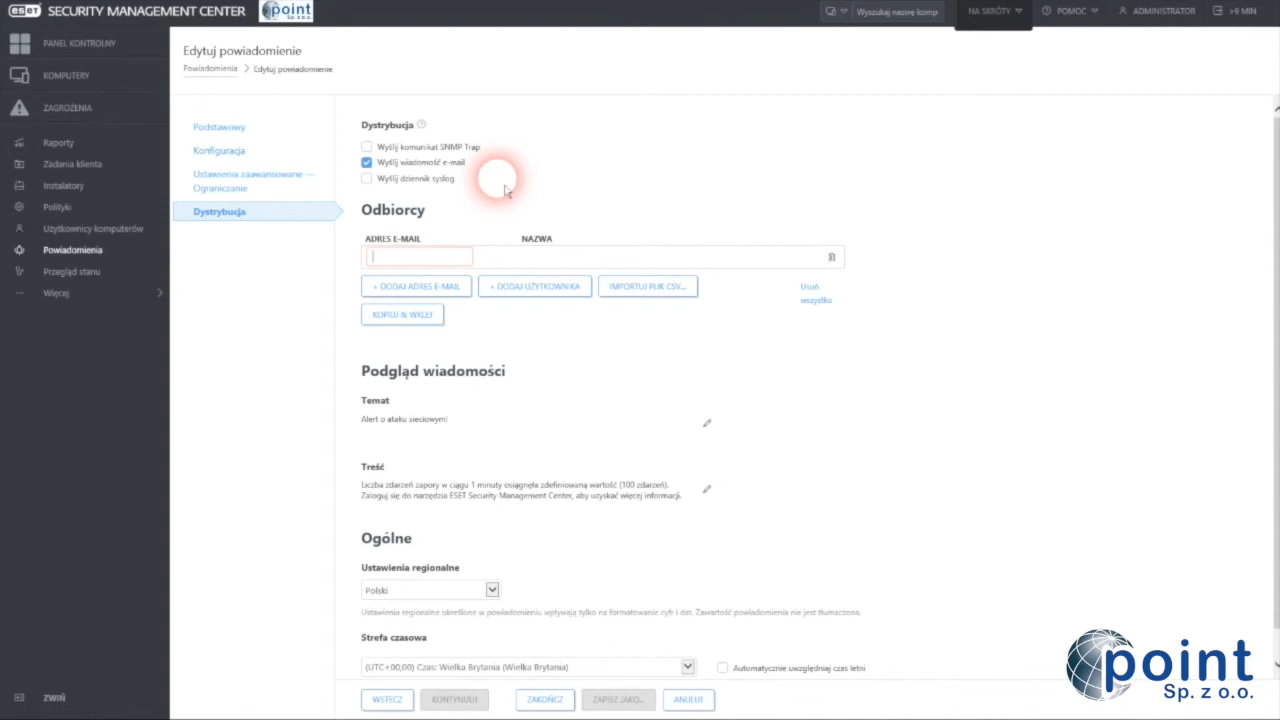 eset SECURITY MANAGEMENT CENTER point Sp. z o.o. Wyszukaj nazwę komp NA SKRÓTY POMOC ADMINISTRATOR >9 MIN
PANEL KONTROLNY
KOMPUTERY
ZAGROŻENIA
Raporty
Zadania klienta
Instalatory
Polityki
Użytkownicy komputerów
Powiadomienia
Przegląd stanu
Więcej
ZWIŃ
Edytuj powiadomienie
Powiadomienia > Edytuj powiadomienie
Podstawowy
Konfiguracja
Ustawienia zaawansowane —
Ograniczanie
Dystrybucja
Dystrybucja
Wyślij komunikat SNMP Trap
Wyślij wiadomość e-mail
Wyślij dziennik syslog
Odbiorcy
ADRES E-MAIL NAZWA
+ DODAJ ADRES E-MAIL + DODAJ UŻYTKOWNIKA IMPORTUJ PLIK CSV... Usuń
wszystko
KOPIUJ & WKLEJ
Podgląd wiadomości
Temat
Alert o ataku sieciowym!
Treść
Liczba zdarzeń zapory w ciągu 1 minuty osiągnęła zdefiniowaną wartość (100 zdarzeń).
Zaloguj się do narzędzia ESET Security Management Center, aby uzyskać więcej informacji.
Ogólne
Ustawienia regionalne
Polski
Ustawienia regionalne określone w powiadomieniu wpływają tylko na formatowanie cyfr i dat. Zawartość powiadomienia nie jest tłumaczona.
Strefa czasowa
(UTC+00,00) Czas: Wielka Brytania (Wielka Brytania) Automatycznie uwzględniaj czas letni
WSTECZ KONTYNUUJ ZAKOŃCZ ZAPISZ JAKO... ANULUJ
point
Sp. z o.o.